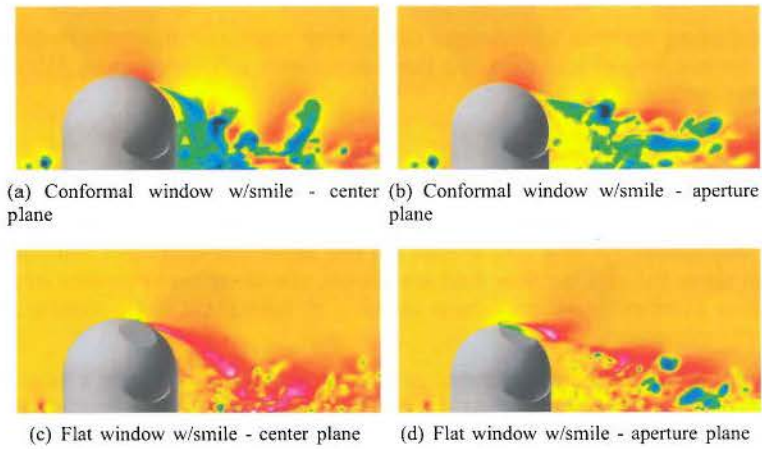 (a) Conformal window w/smile - center
plane
(b) Conformal window w/smile - aperture
plane
(c) Flat window w/smile - center plane
(d) Flat window w/smile - aperture plane